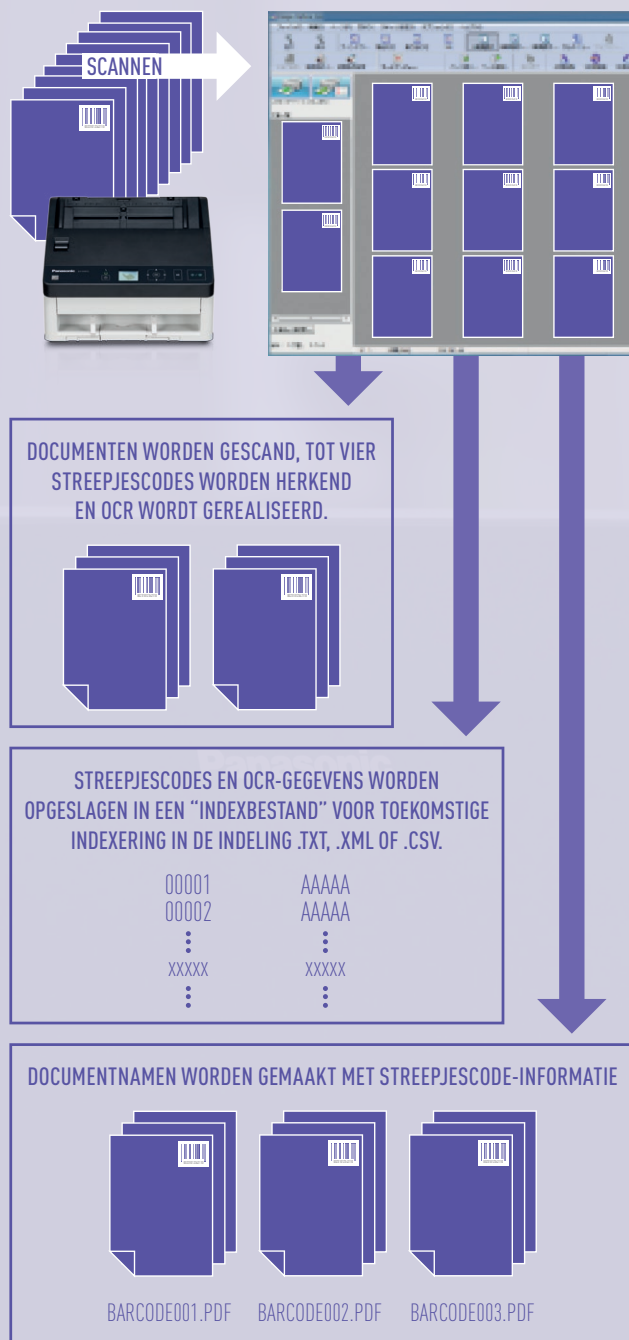 SCANNEN
Panasonic
DOCUMENTEN WORDEN GESCAND, TOT VIER
STREEPJESCODES WORDEN HERKEND
EN OCR WORDT GEREALISEERD.
Panasonic
STREEPJESCODES EN OCR-GEGEVENS WORDEN
OPGESLAGEN IN EEN “INDEXBESTAND” VOOR TOEKOMSTIGE
INDEXERING IN DE INDELING .TXT, .XML OF .CSV.
00001 AAAAA
00002 AAAAA
XXXXX XXXXX
DOCUMENTNAMEN WORDEN GEMAAKT MET STREEPJESCODE-INFORMATIE
BARCODE001.PDF BARCODE002.PDF BARCODE003.PDF